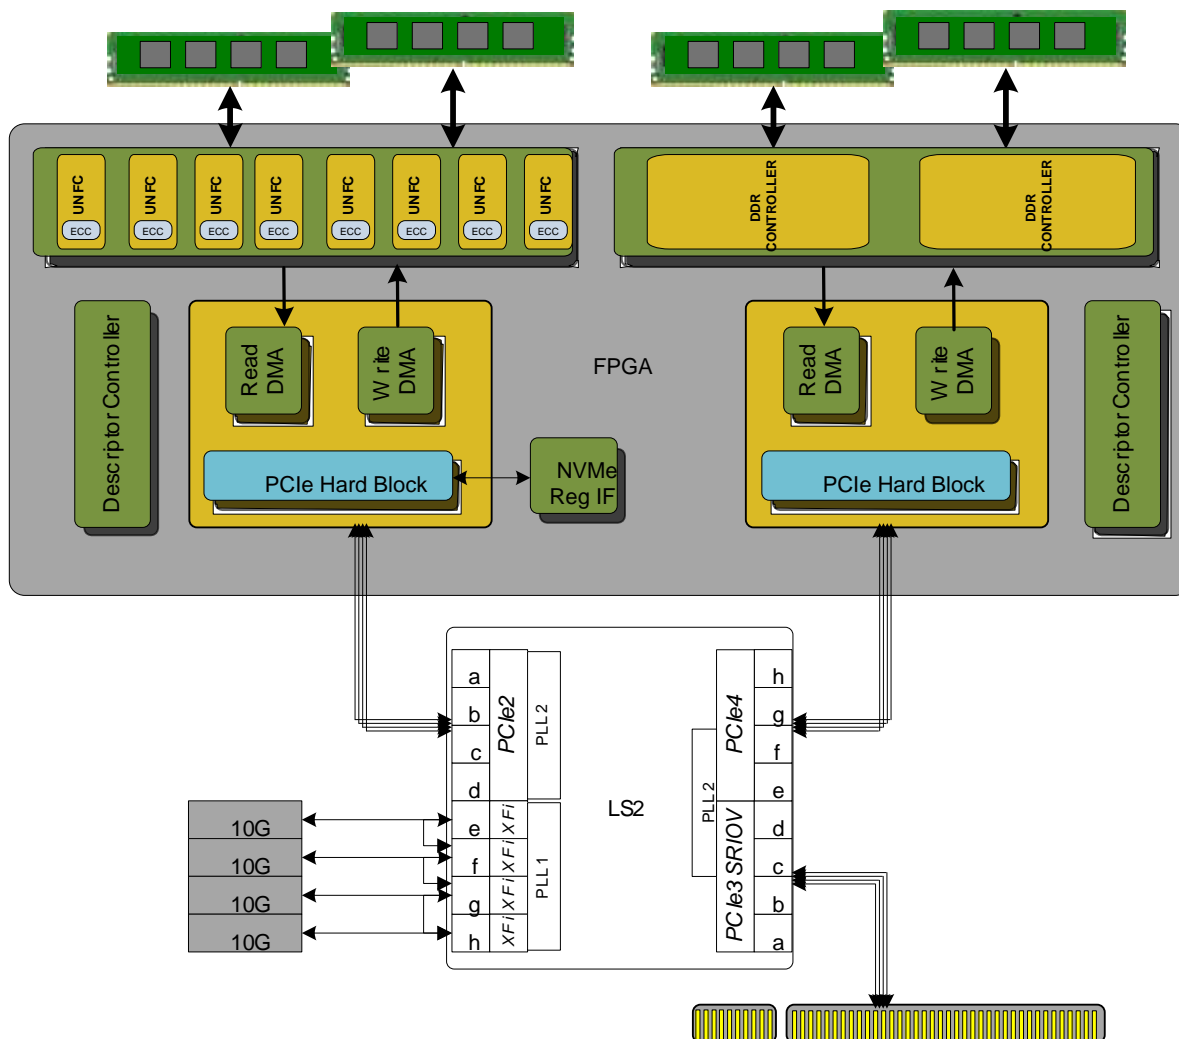 UNFC UNFC UNFC UNFC UNFC UNFC UNFC UNFC
ECC ECC ECC ECC ECC ECC ECC ECC
DDR
CONTROLLER
DDR
CONTROLLER
Descriptor Controller
Read
DMA
Write
DMA
FPGA
Read
DMA
Write
DMA
Descriptor Controller
PCIe Hard Block
NVMe
Reg IF
PCIe Hard Block
a
b
c
d
e
f
g
h
PCIe2
XFi
XFi
XFi
XFi
PLL2
PLL1
LS2
PLL2
PCIe4
PCIe3 SRIOV
h
g
f
e
d
c
b
a
10G
10G
10G
10G